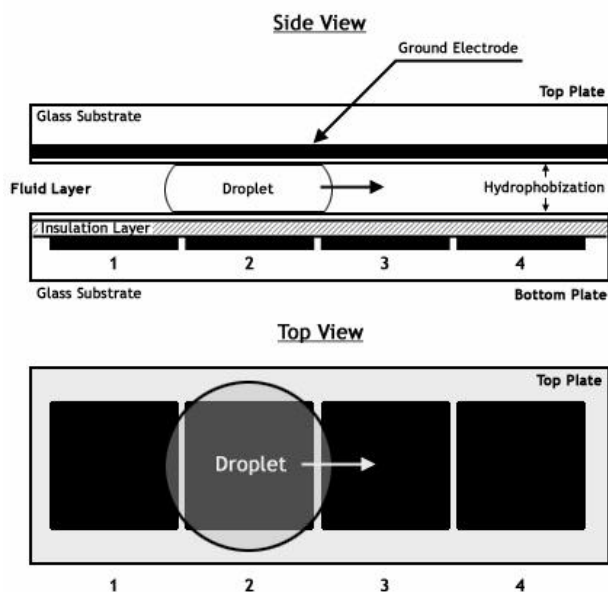 Side View
Ground Electrode
Top Plate
Glass Substrate
Fluid Layer
Droplet
Hydrophobization
Insulation Layer
1 2 3 4
Glass Substrate
Bottom Plate
Top View
Top Plate
Droplet
1 2 3 4